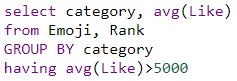 select category, avg(Like)
from Emoji, Rank
GROUP BY category
having avg(Like)>5000